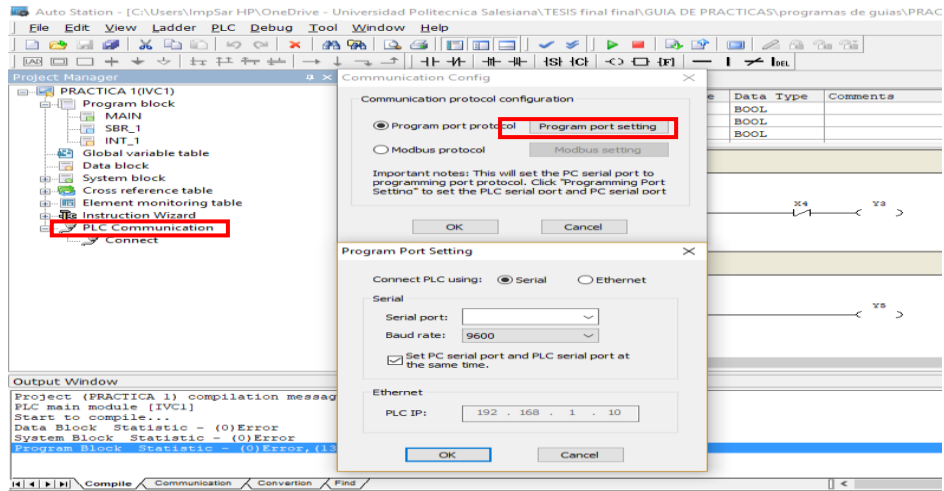 Auto Station - [C:\Users\ImpSar HP\OneDrive - Universidad Politecnica Salesiana\TESIS final final\GUIA DE PRACTICAS\programas de guias\PRAC
File Edit View Ladder PLC Debug Tool Window Help
Project Manager
PRACTICA 1(IVC1)
Program block
MAIN
SBR_1
INT_1
Global variable table
Data block
System block
Cross reference table
Element monitoring table
Instruction Wizard
PLC Communication
Connect
Communication Config
Communication protocol configuration
Program port protocol Program port setting
Modbus protocol Modbus setting
Important notes: This will set the PC serial port to
programming port protocol. Click "Programming Port
Setting" to set the PLC serial port and PC serial port
OK Cancel
e Data Type Comments
BOOL
BOOL
BOOL
X4 Y3
Y5
Program Port Setting
Connect PLC using: Serial Ethernet
Serial
Serial port:
Baud rate: 9600
Set PC serial port and PLC serial port at
the same time.
Ethernet
PLC IP: 192 . 168 . 1 . 10
OK Cancel
Output Window
Project (PRACTICA 1) compilation messag
PLC main module [IVC1]
Start to compile...
Data Block Statistic - (0)Error
System Block Statistic - (0)Error
Program Block Statistic - (0)Error,(13
Compile Communication Convertion Find